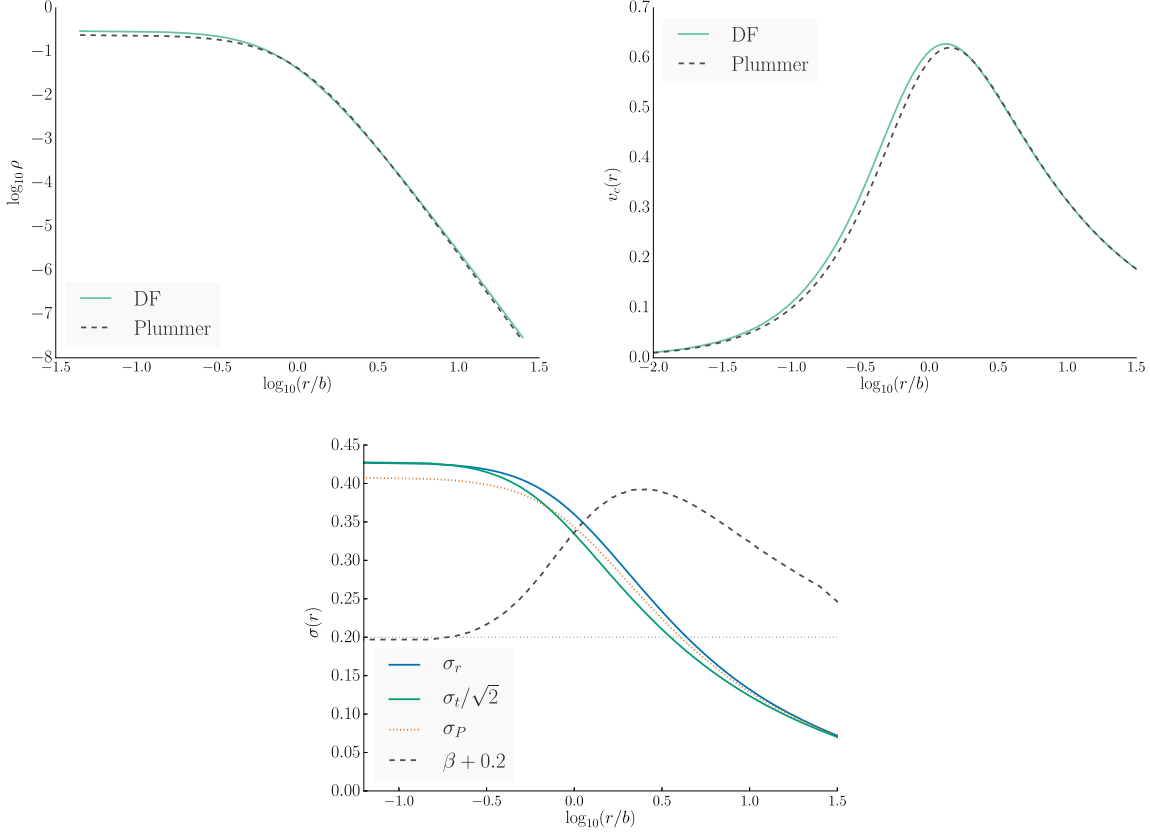 0
−1
−2
−3
−4
−5
−6
−7
−8
log₁₀ ρ
DF
Plummer
−1.5 −1.0 −0.5 0.0 0.5 1.0 1.5
log₁₀(r/b)
0.7
0.6
0.5
0.4
0.3
0.2
0.1
0.0
v_c(r)
DF
Plummer
−2.0 −1.5 −1.0 −0.5 0.0 0.5 1.0 1.5
log₁₀(r/b)
0.45
0.40
0.35
0.30
0.25
0.20
0.15
0.10
0.05
0.00
σ(r)
σ_r
σ_t/√2
σ_P
β + 0.2
−1.0 −0.5 0.0 0.5 1.0 1.5
log₁₀(r/b)